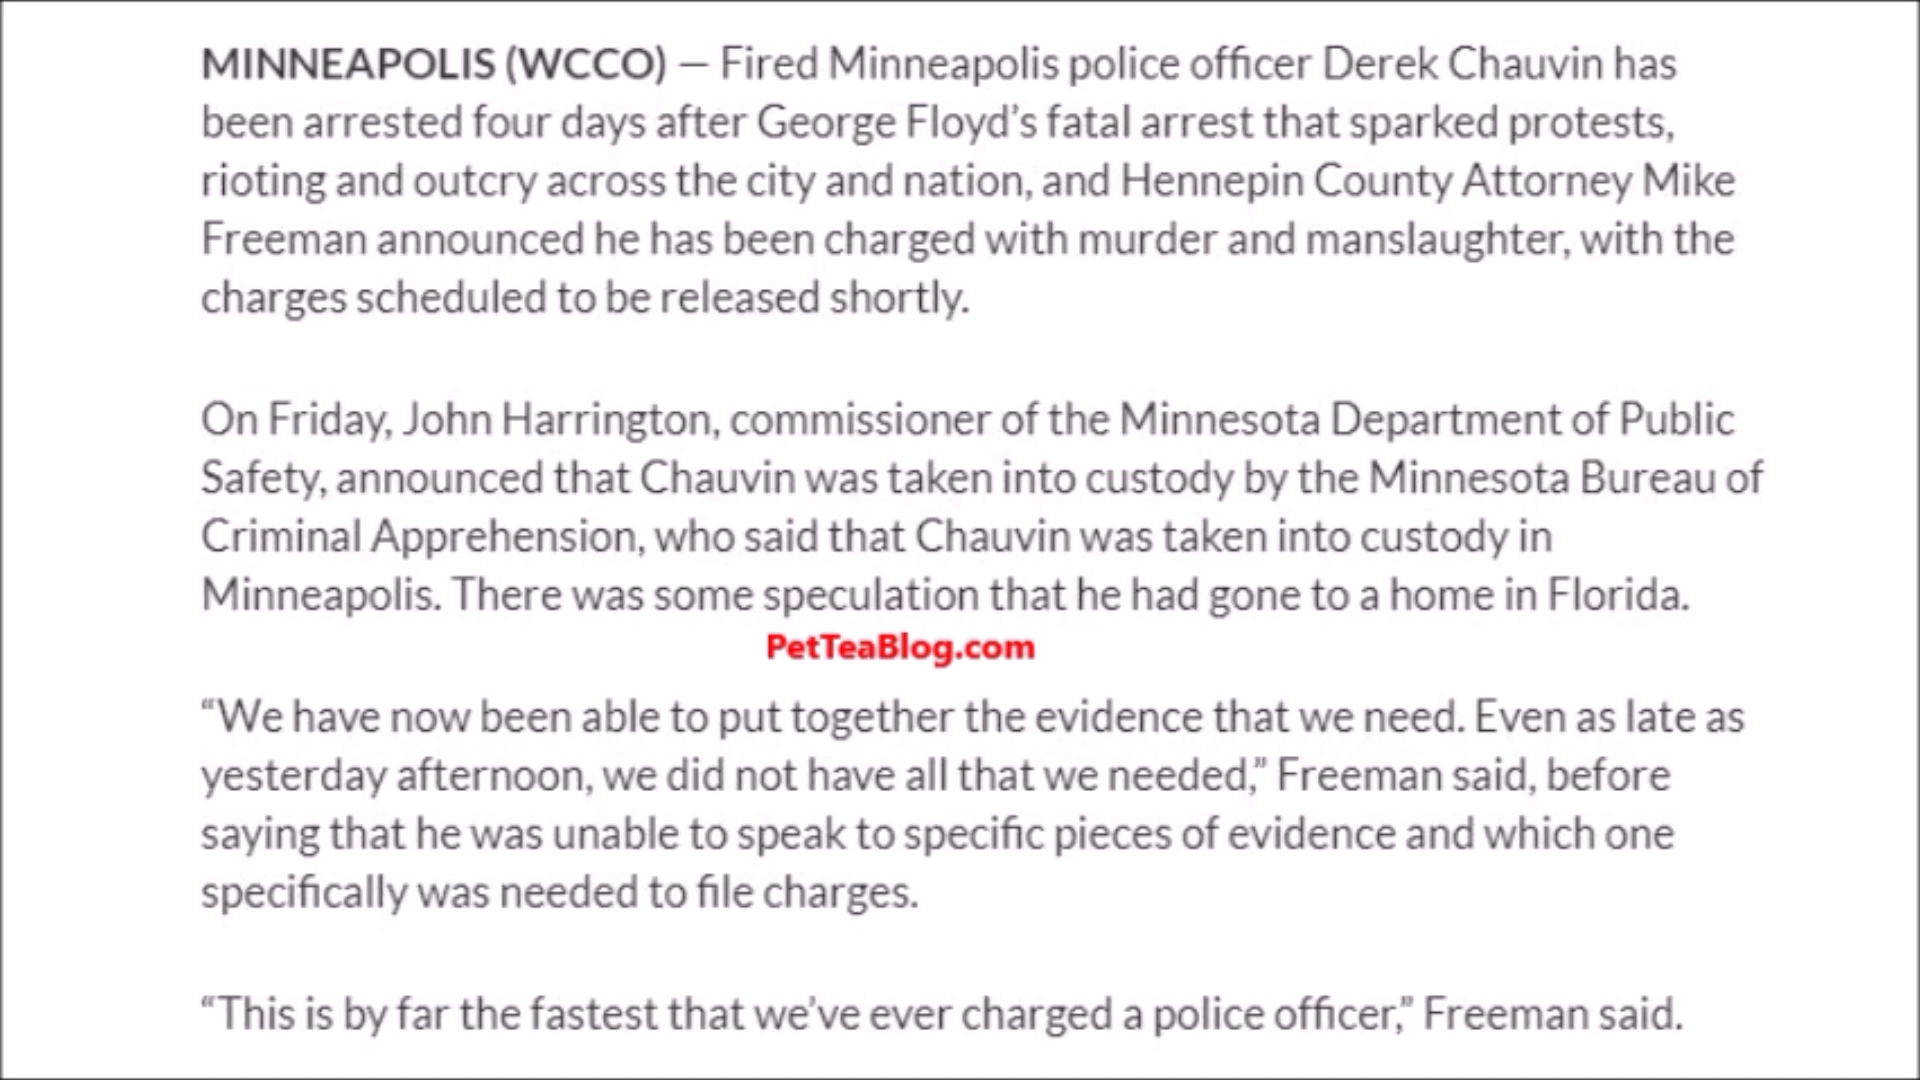 MINNEAPOLIS (WCCO) — Fired Minneapolis police officer Derek Chauvin has
been arrested four days after George Floyd’s fatal arrest that sparked protests,
rioting and outcry across the city and nation, and Hennepin County Attorney Mike
Freeman announced he has been charged with murder and manslaughter, with the
charges scheduled to be released shortly.
On Friday, John Harrington, commissioner of the Minnesota Department of Public
Safety, announced that Chauvin was taken into custody by the Minnesota Bureau of
Criminal Apprehension, who said that Chauvin was taken into custody in
Minneapolis. There was some speculation that he had gone to a home in Florida.
PetTeaBlog.com
“We have now been able to put together the evidence that we need. Even as late as
yesterday afternoon, we did not have all that we needed,” Freeman said, before
saying that he was unable to speak to specific pieces of evidence and which one
specifically was needed to file charges.
“This is by far the fastest that we’ve ever charged a police officer,” Freeman said.